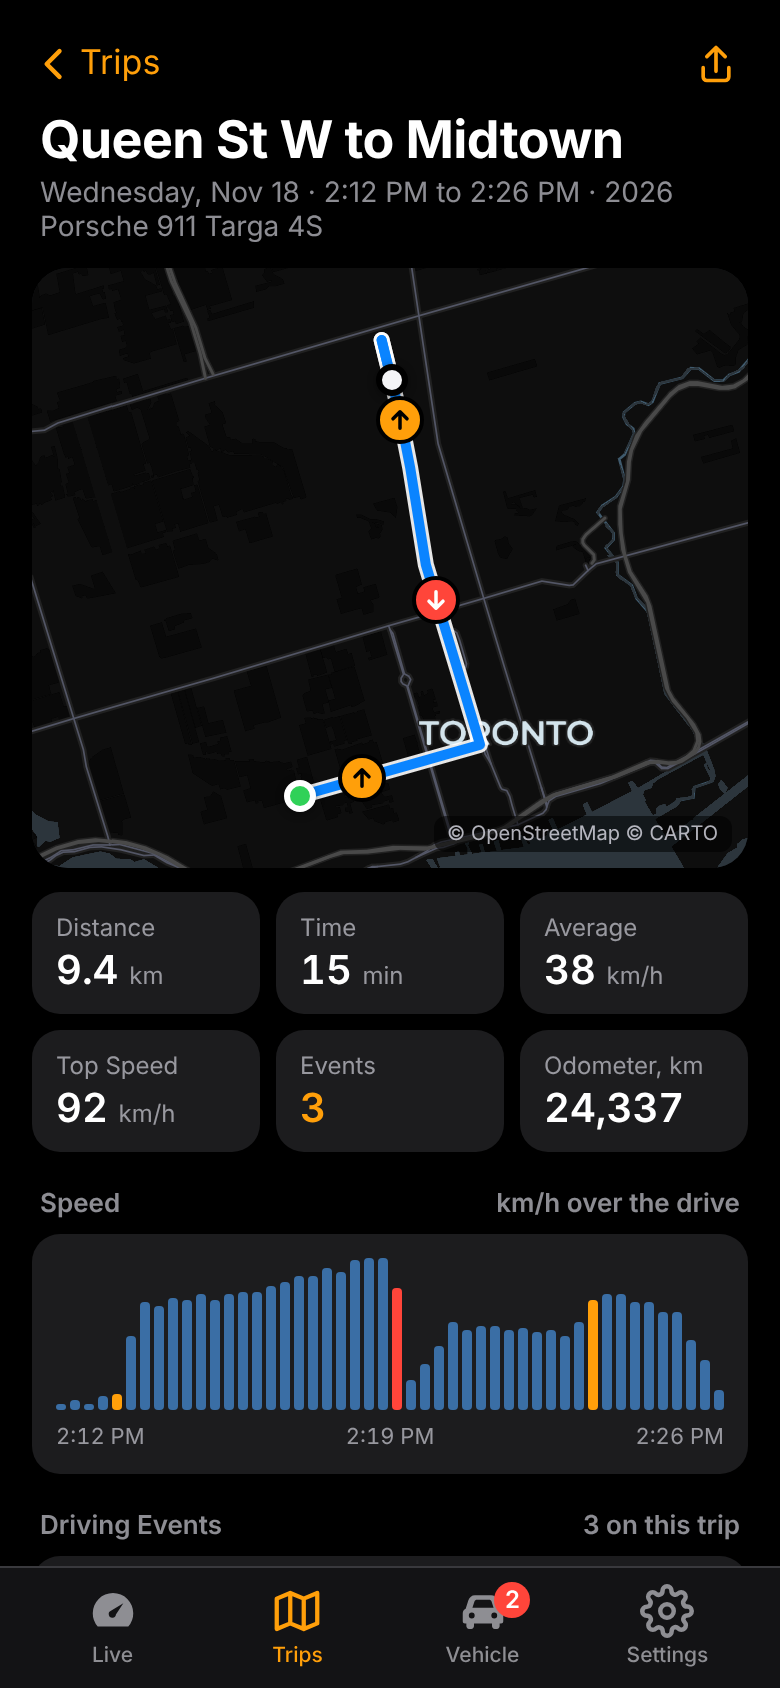 Trips
Queen St W to Midtown
Wednesday, Nov 18 · 2:12 PM to 2:26 PM · 2026
Porsche 911 Targa 4S
TORONTO
© OpenStreetMap © CARTO
Distance
9.4 km
Time
15 min
Average
38 km/h
Top Speed
92 km/h
Events
3
Odometer, km
24,337
Speed
km/h over the drive
2:12 PM
2:19 PM
2:26 PM
Driving Events
3 on this trip
Live
Trips
2
Vehicle
Settings